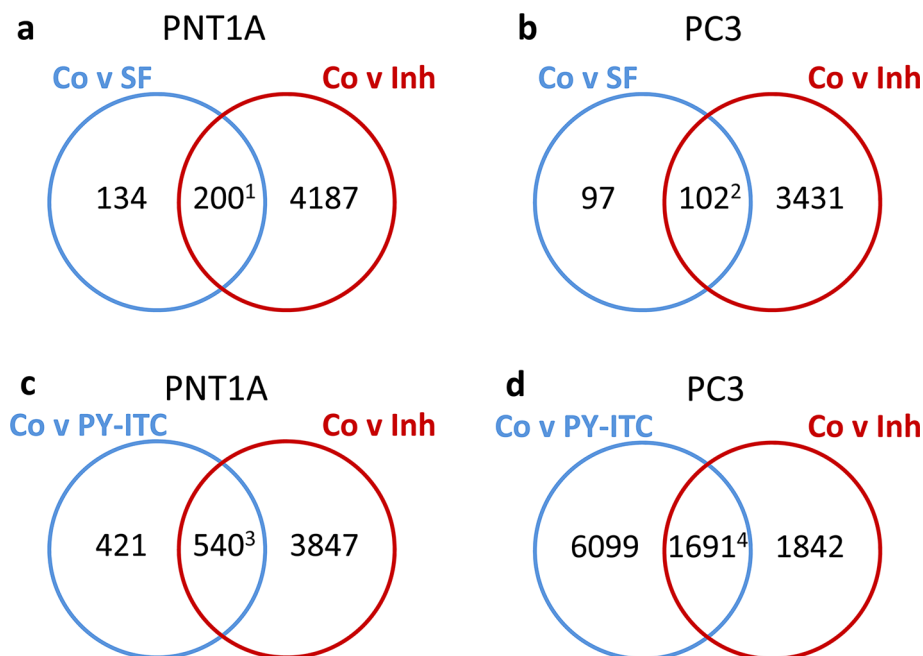 a PNT1A
Co v SF Co v Inh
134 200¹ 4187
b PC3
Co v SF Co v Inh
97 102² 3431
c PNT1A
Co v PY-ITC Co v Inh
421 540³ 3847
d PC3
Co v PY-ITC Co v Inh
6099 1691⁴ 1842